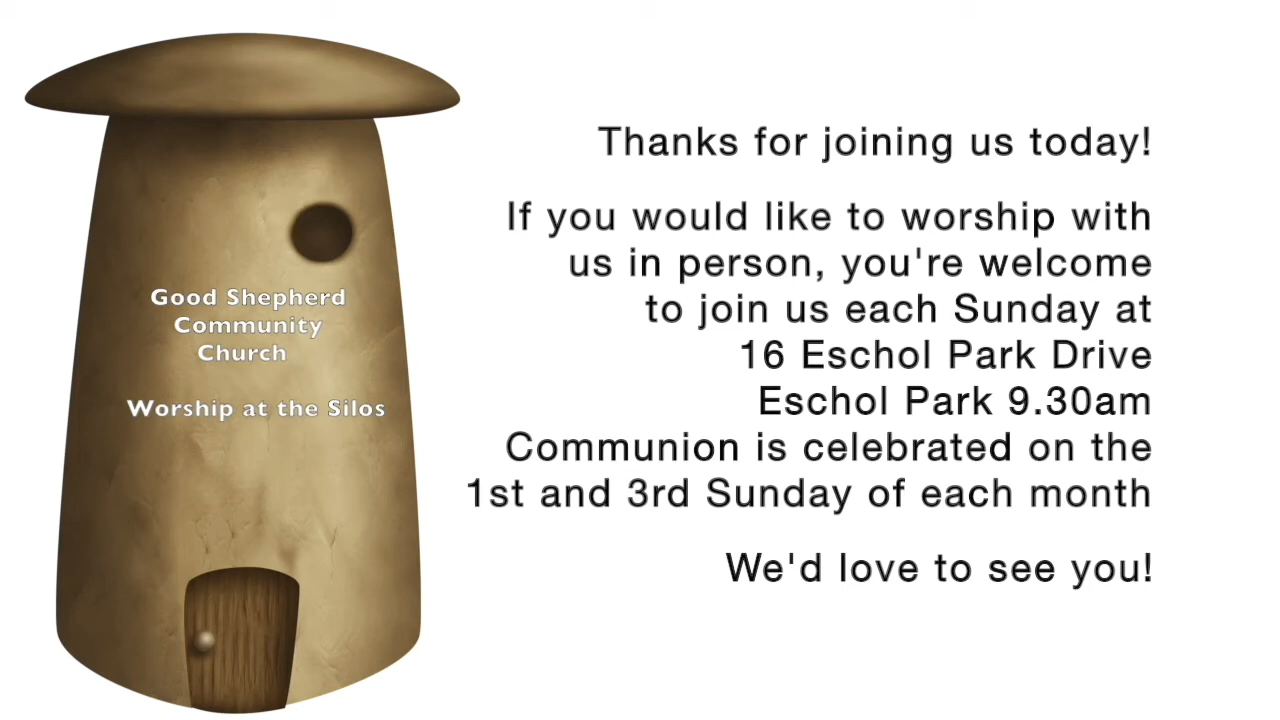 Good Shepherd
Community
Church
Worship at the Silos
Thanks for joining us today!
If you would like to worship with
us in person, you're welcome
to join us each Sunday at
16 Eschol Park Drive
Eschol Park 9.30am
Communion is celebrated on the
1st and 3rd Sunday of each month
We'd love to see you!